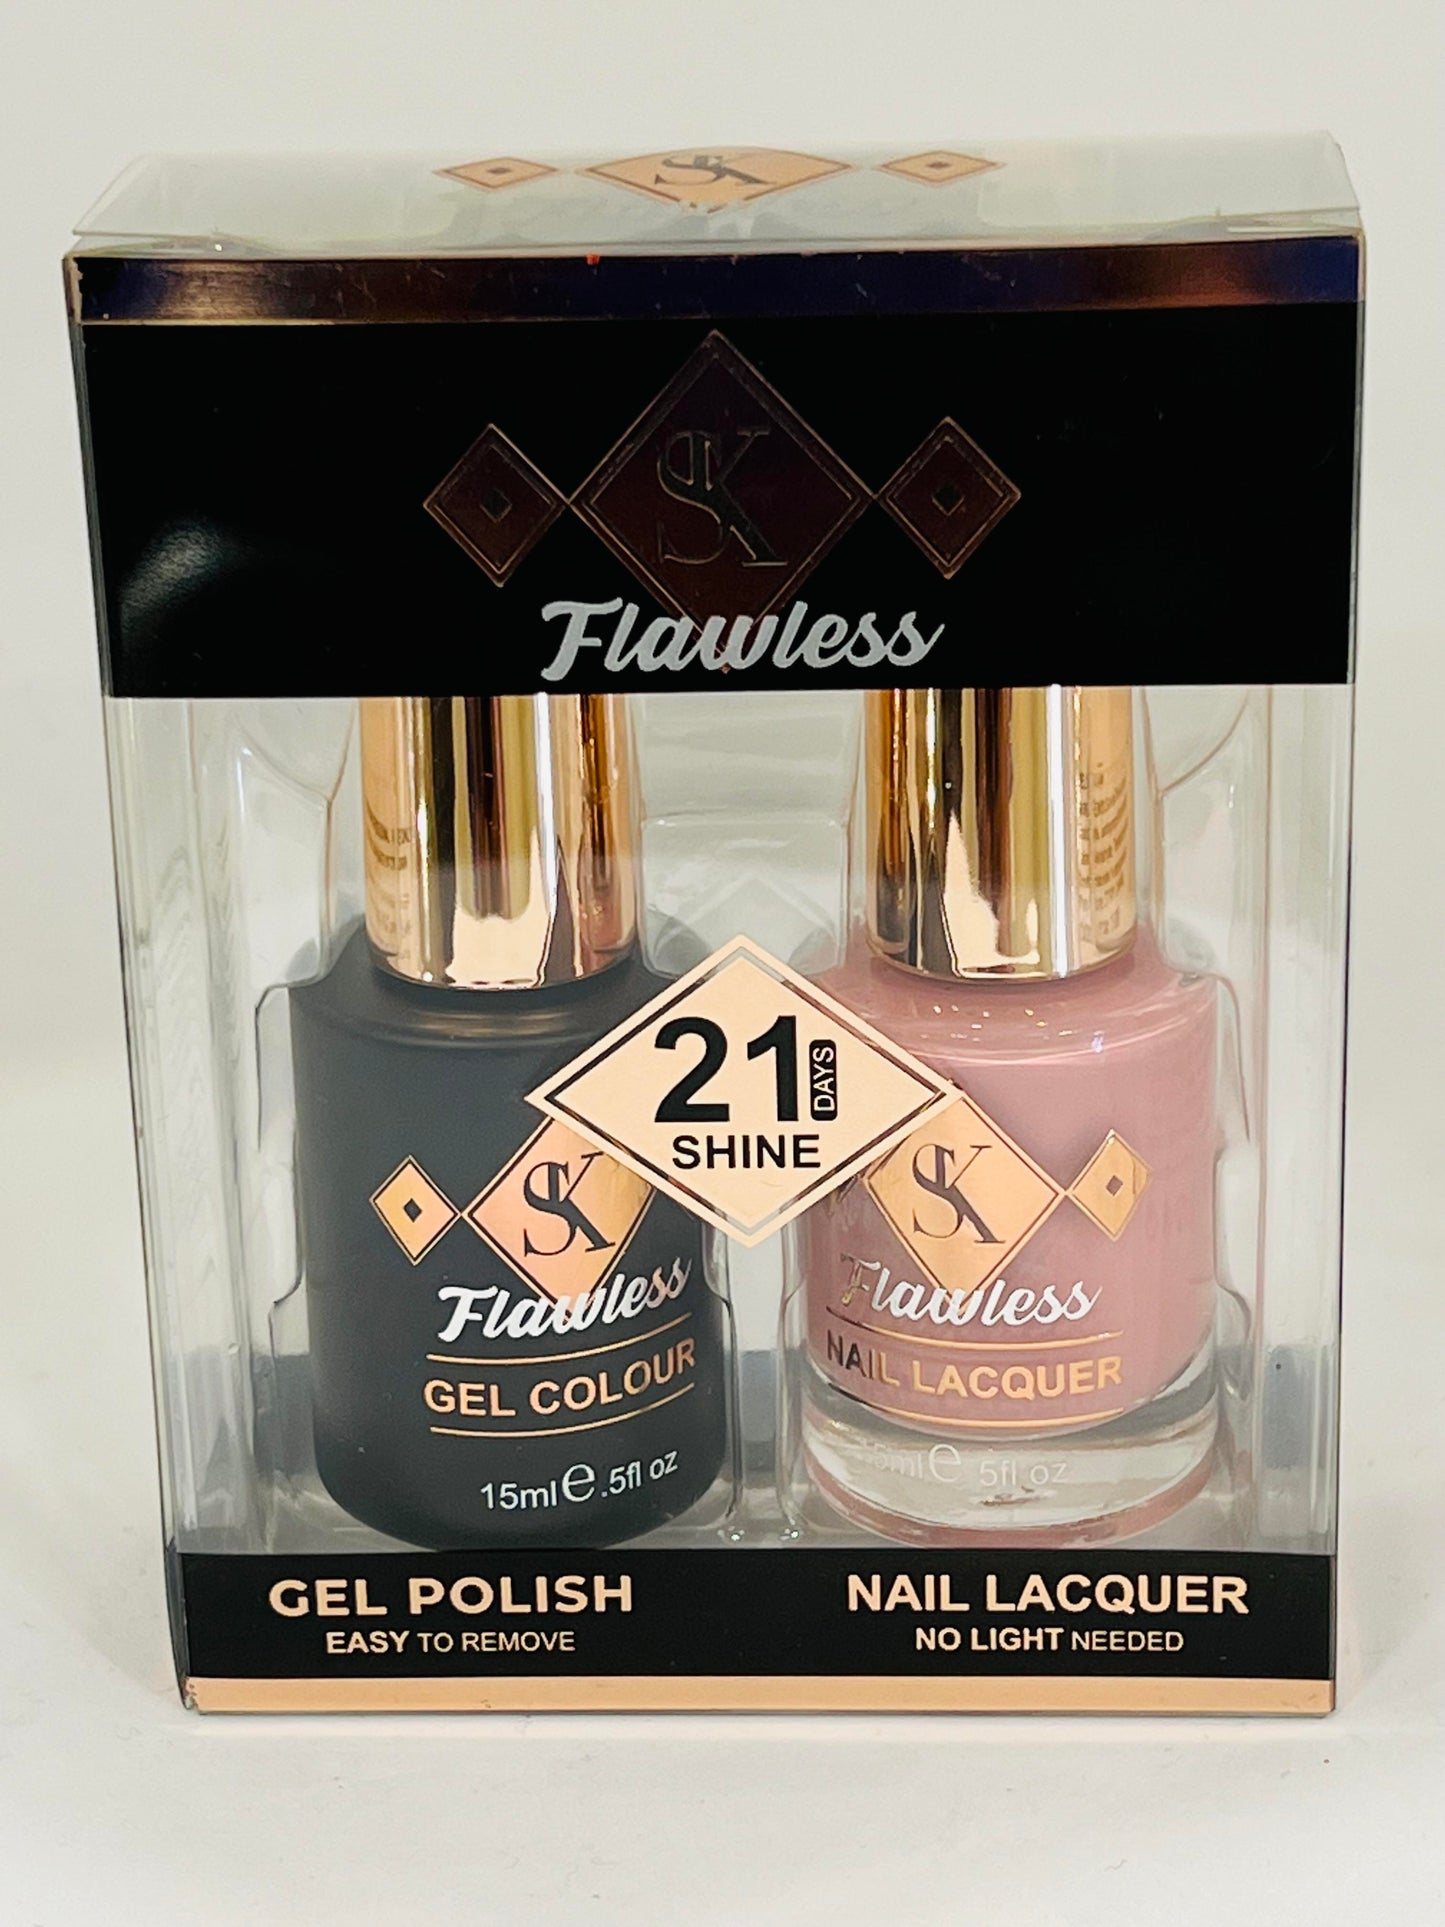 SK
SK
Flawless
21 DAYS
SHINE
SK
Flawless
GEL COLOUR
15ml e .5fl oz
SK
Flawless
NAIL LACQUER
15ml e .5fl oz
GEL POLISH
EASY TO REMOVE
NAIL LACQUER
NO LIGHT NEEDED